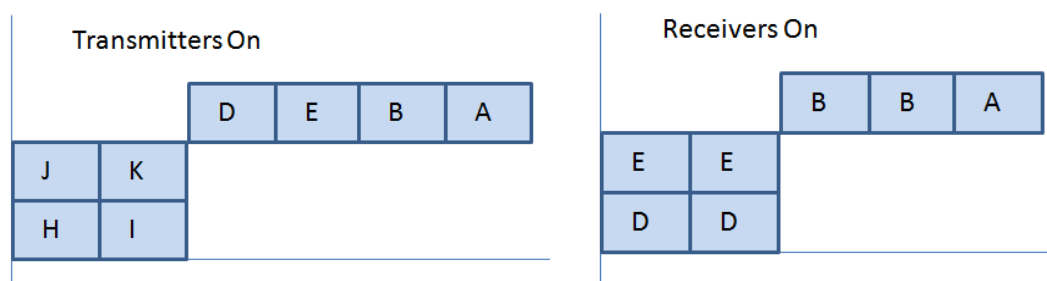 Transmitters On
D E B A
J K
H I
Receivers On
B B A
E E
D D